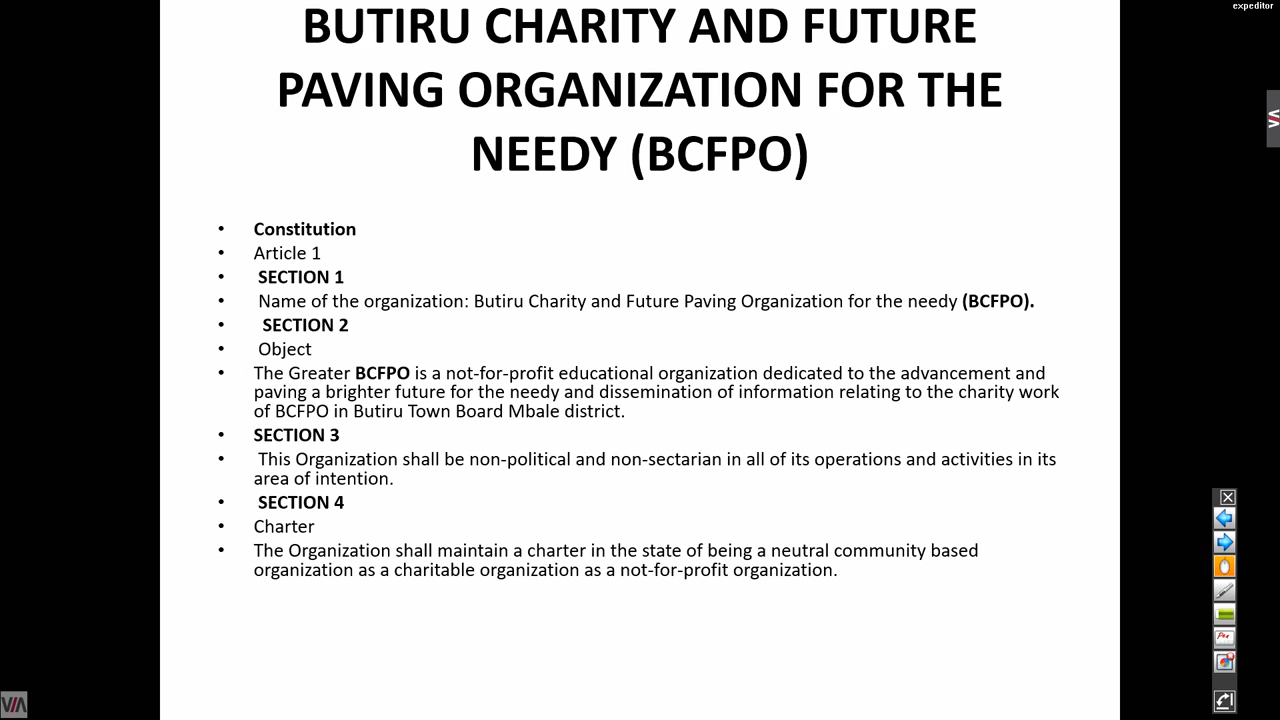 expeditor
BUTIRU CHARITY AND FUTURE
PAVING ORGANIZATION FOR THE
NEEDY (BCFPO)
• Constitution
• Article 1
• SECTION 1
• Name of the organization: Butiru Charity and Future Paving Organization for the needy (BCFPO).
• SECTION 2
• Object
• The Greater BCFPO is a not-for-profit educational organization dedicated to the advancement and
paving a brighter future for the needy and dissemination of information relating to the charity work
of BCFPO in Butiru Town Board Mbale district.
• SECTION 3
• This Organization shall be non-political and non-sectarian in all of its operations and activities in its
area of intention.
• SECTION 4
• Charter
• The Organization shall maintain a charter in the state of being a neutral community based
organization as a charitable organization as a not-for-profit organization.
VIA